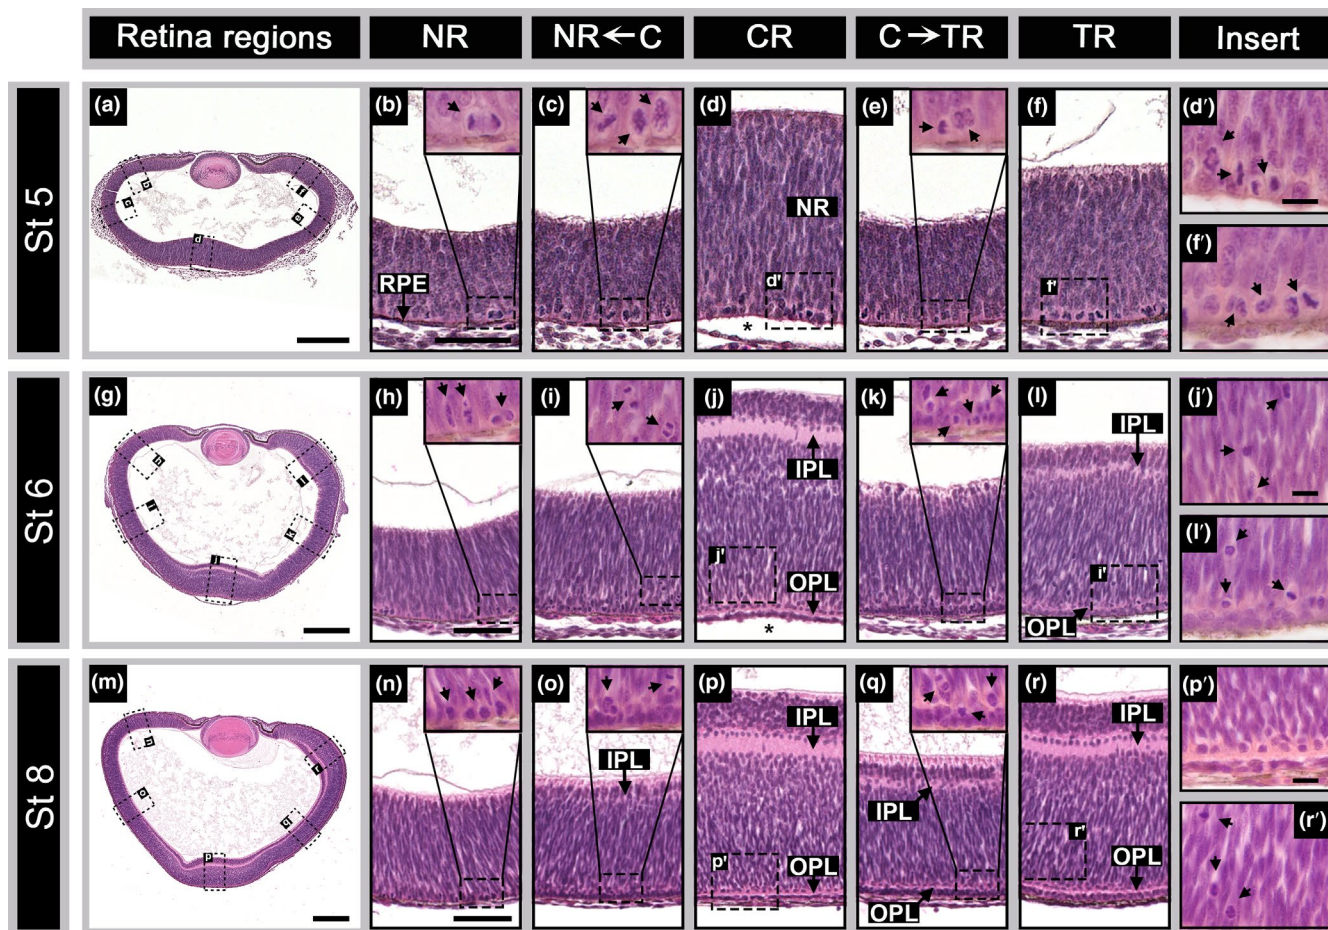 Retina regions NR NR←C CR C→TR TR Insert
St 5
(a) (b) (c) (d) (e) (f) (d')
f
e
d
NR
RPE
d'
*
f'
(f')
St 6
(g) (h) (i) (j) (k) (l) (j')
h
i
j
k
l
IPL
IPL
j'
OPL
*
i'
OPL
(l')
St 8
(m) (n) (o) (p) (q) (r) (p')
n
o
p
q
r
IPL
IPL
IPL
IPL
p'
OPL
OPL
r'
OPL
(r')